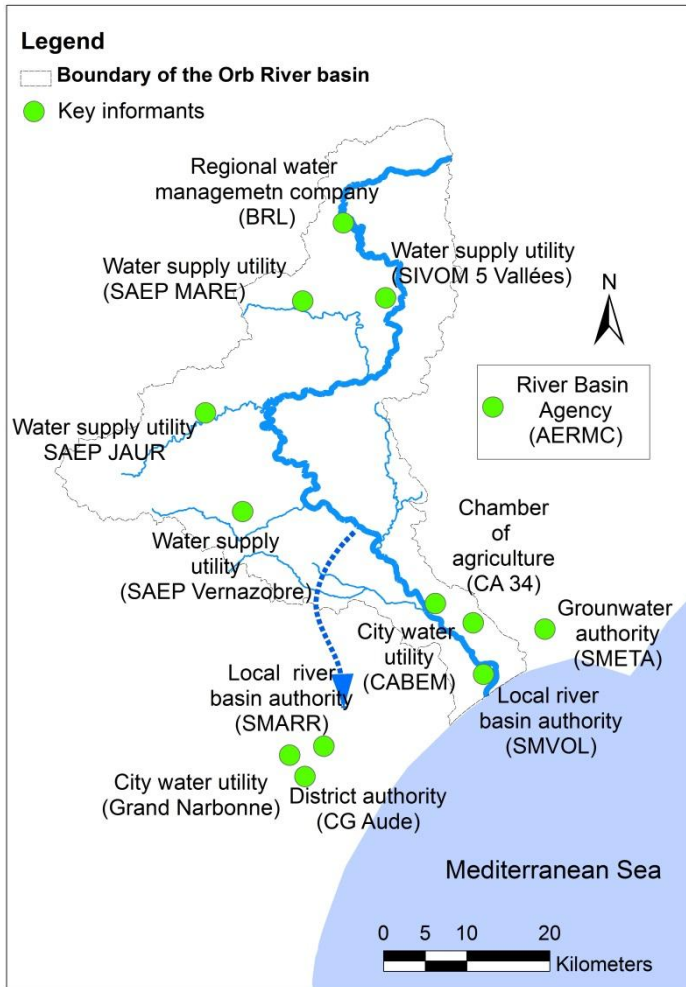 Legend
Boundary of the Orb River basin
Key informants
Regional water
managemetn company
(BRL)
Water supply utility
(SIVOM 5 Vallées)
Water supply utility
(SAEP MARE)
N
River Basin
Agency
(AERMC)
Water supply utility
SAEP JAUR
Chamber
of
agriculture
(CA 34)
Water supply
utility
(SAEP Vernazobre)
Grounwater
authority
(SMETA)
City water
utility
(CABEM)
Local river
basin authority
(SMARR)
Local river
basin authority
(SMVOL)
City water utility
(Grand Narbonne)
District authority
(CG Aude)
Mediterranean Sea
0 5 10 20
Kilometers